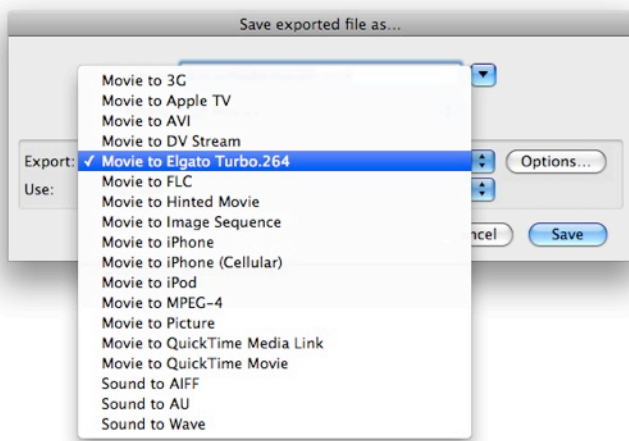 Save exported file as...
Movie to 3G
Movie to Apple TV
Movie to AVI
Movie to DV Stream
Export: ✓ Movie to Elgato Turbo.264 Options...
Use: Movie to FLC
Movie to Hinted Movie
Movie to Image Sequence
Movie to iPhone Save
Movie to iPhone (Cellular)
Movie to iPod
Movie to MPEG-4
Movie to Picture
Movie to QuickTime Media Link
Movie to QuickTime Movie
Sound to AIFF
Sound to AU
Sound to Wave